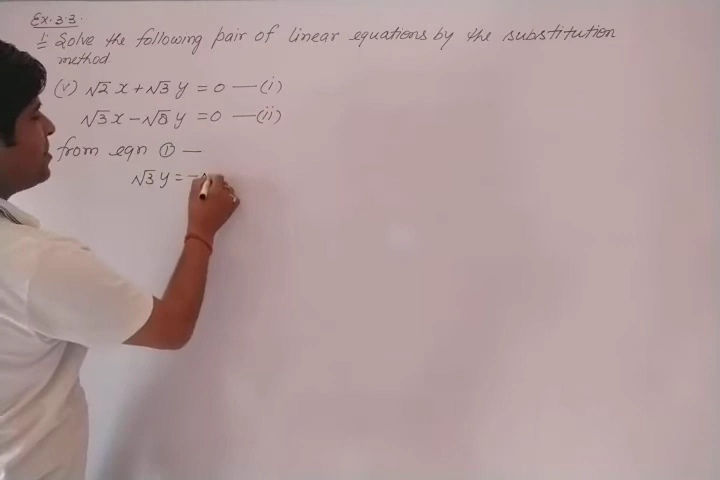 Ex. 3.3.
1. Solve the following pair of linear equations by the substitution
method.
(v) √2 x + √3 y = 0 — (i)
√3x - √8 y = 0 — (ii)
from eqn ① —
√3 y = -